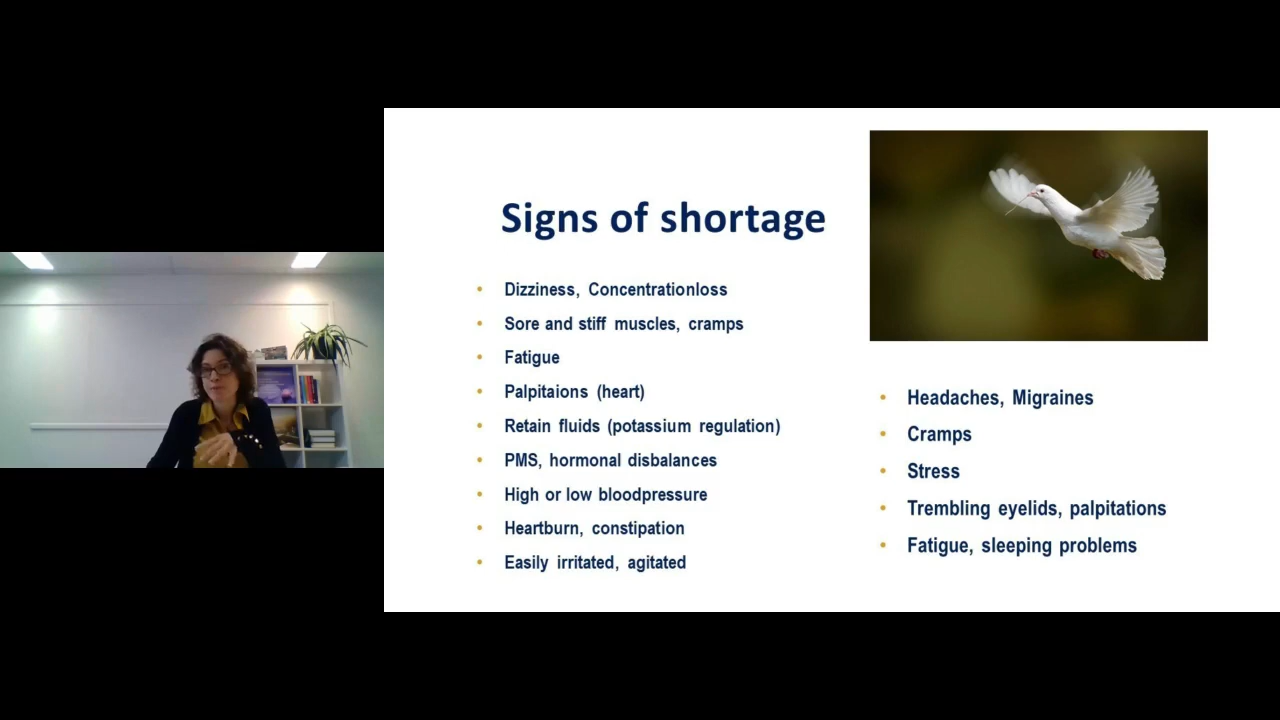 Signs of shortage
• Dizziness, Concentrationloss
• Sore and stiff muscles, cramps
• Fatigue
• Palpitaions (heart)
• Retain fluids (potassium regulation)
• PMS, hormonal disbalances
• High or low bloodpressure
• Heartburn, constipation
• Easily irritated, agitated
• Headaches, Migraines
• Cramps
• Stress
• Trembling eyelids, palpitations
• Fatigue, sleeping problems